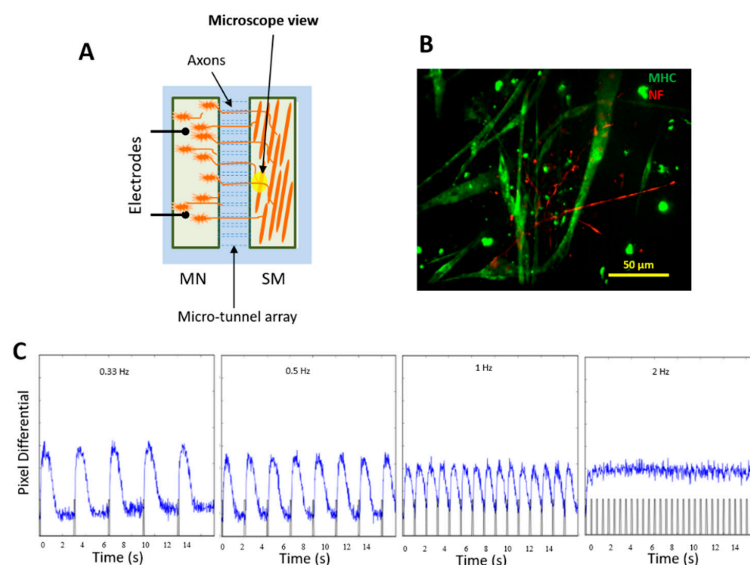 A
Microscope view
Axons
Electrodes
MN
SM
Micro-tunnel array
B
MHC
NF
50 µm
C
Pixel Differential
0.33 Hz
0 2 4 6 8 10 12 14
Time (s)
0.5 Hz
0 2 4 6 8 10 12 14
Time (s)
1 Hz
0 2 4 6 8 10 12 14
Time (s)
2 Hz
0 2 4 6 8 10 12 14
Time (s)